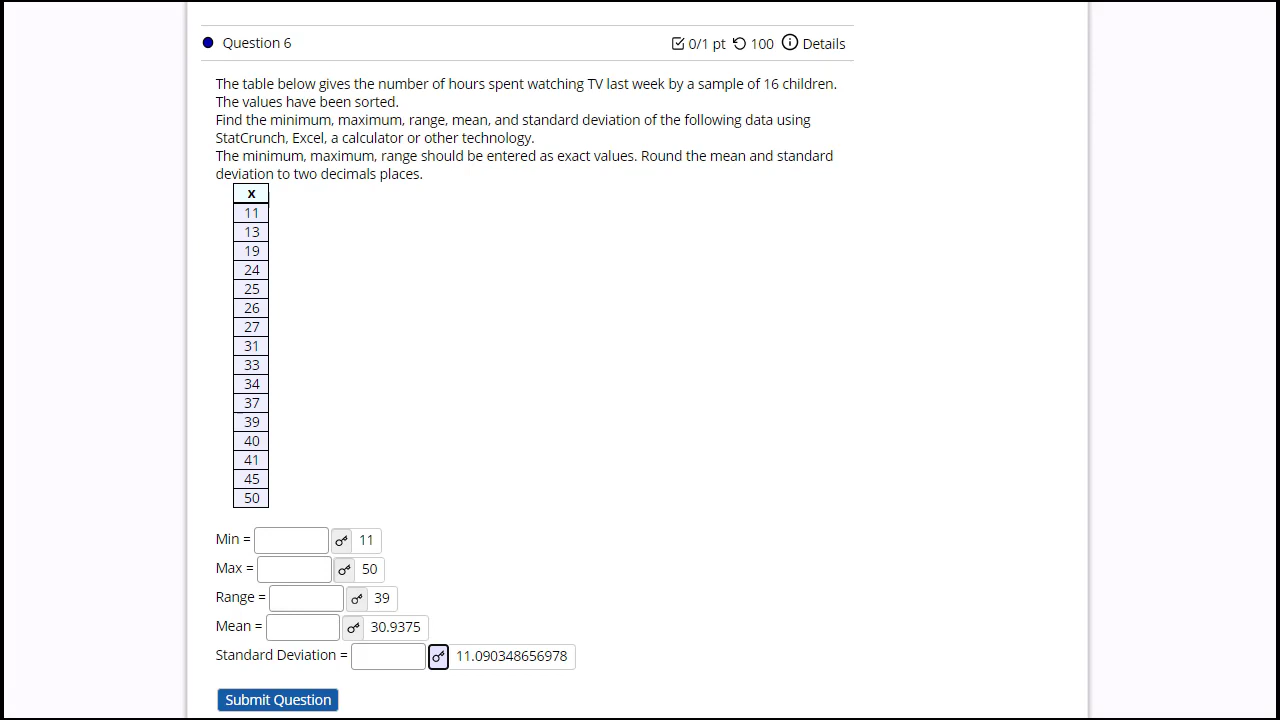 Question 6 0/1 pt 100 Details
The table below gives the number of hours spent watching TV last week by a sample of 16 children.
The values have been sorted.
Find the minimum, maximum, range, mean, and standard deviation of the following data using
StatCrunch, Excel, a calculator or other technology.
The minimum, maximum, range should be entered as exact values. Round the mean and standard
deviation to two decimals places.
x
11
13
19
24
25
26
27
31
33
34
37
39
40
41
45
50
Min = 11
Max = 50
Range = 39
Mean = 30.9375
Standard Deviation = 11.090348656978
Submit Question